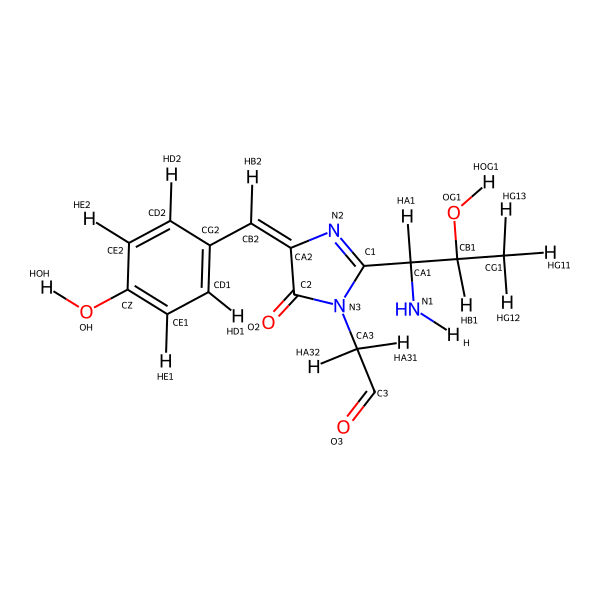 HOG1
H
HD2
HB2
HG13
H
H
OG1
H
HE2
HA1
O
H
CD2
N2
H
CG2
N
CB2
CB1
H
HG11
CE2
CA2
C1
CG1
CA1
HOH
C2
CD1
N1
H
CZ
N3
HN
H
HG12
O
N
HB1
OH
O
H
CE1
O2
HD1
H
H
CA3
HA32
H
HA31
H
H
HE1
C3
O
O3